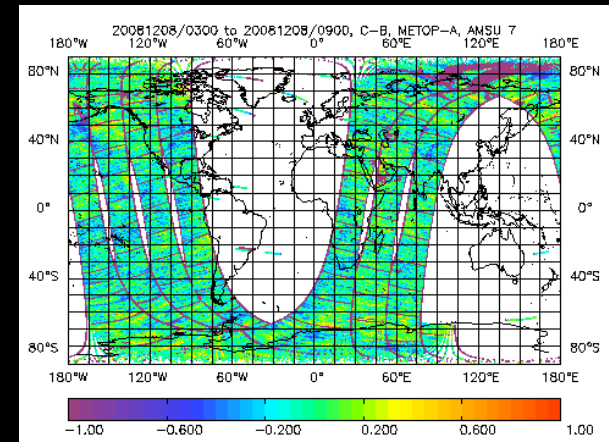 20081208/0300 to 20081208/0900, C-B, METOP-A, AMSU 7
180°W 120°W 60°W 0° 60°E 120°E 180°E
80°N 80°N
40°N 40°N
0° 0°
40°S 40°S
80°S 80°S
180°W 120°W 60°W 0° 60°E 120°E 180°E
-1.00 -0.600 -0.200 0.200 0.600 1.00